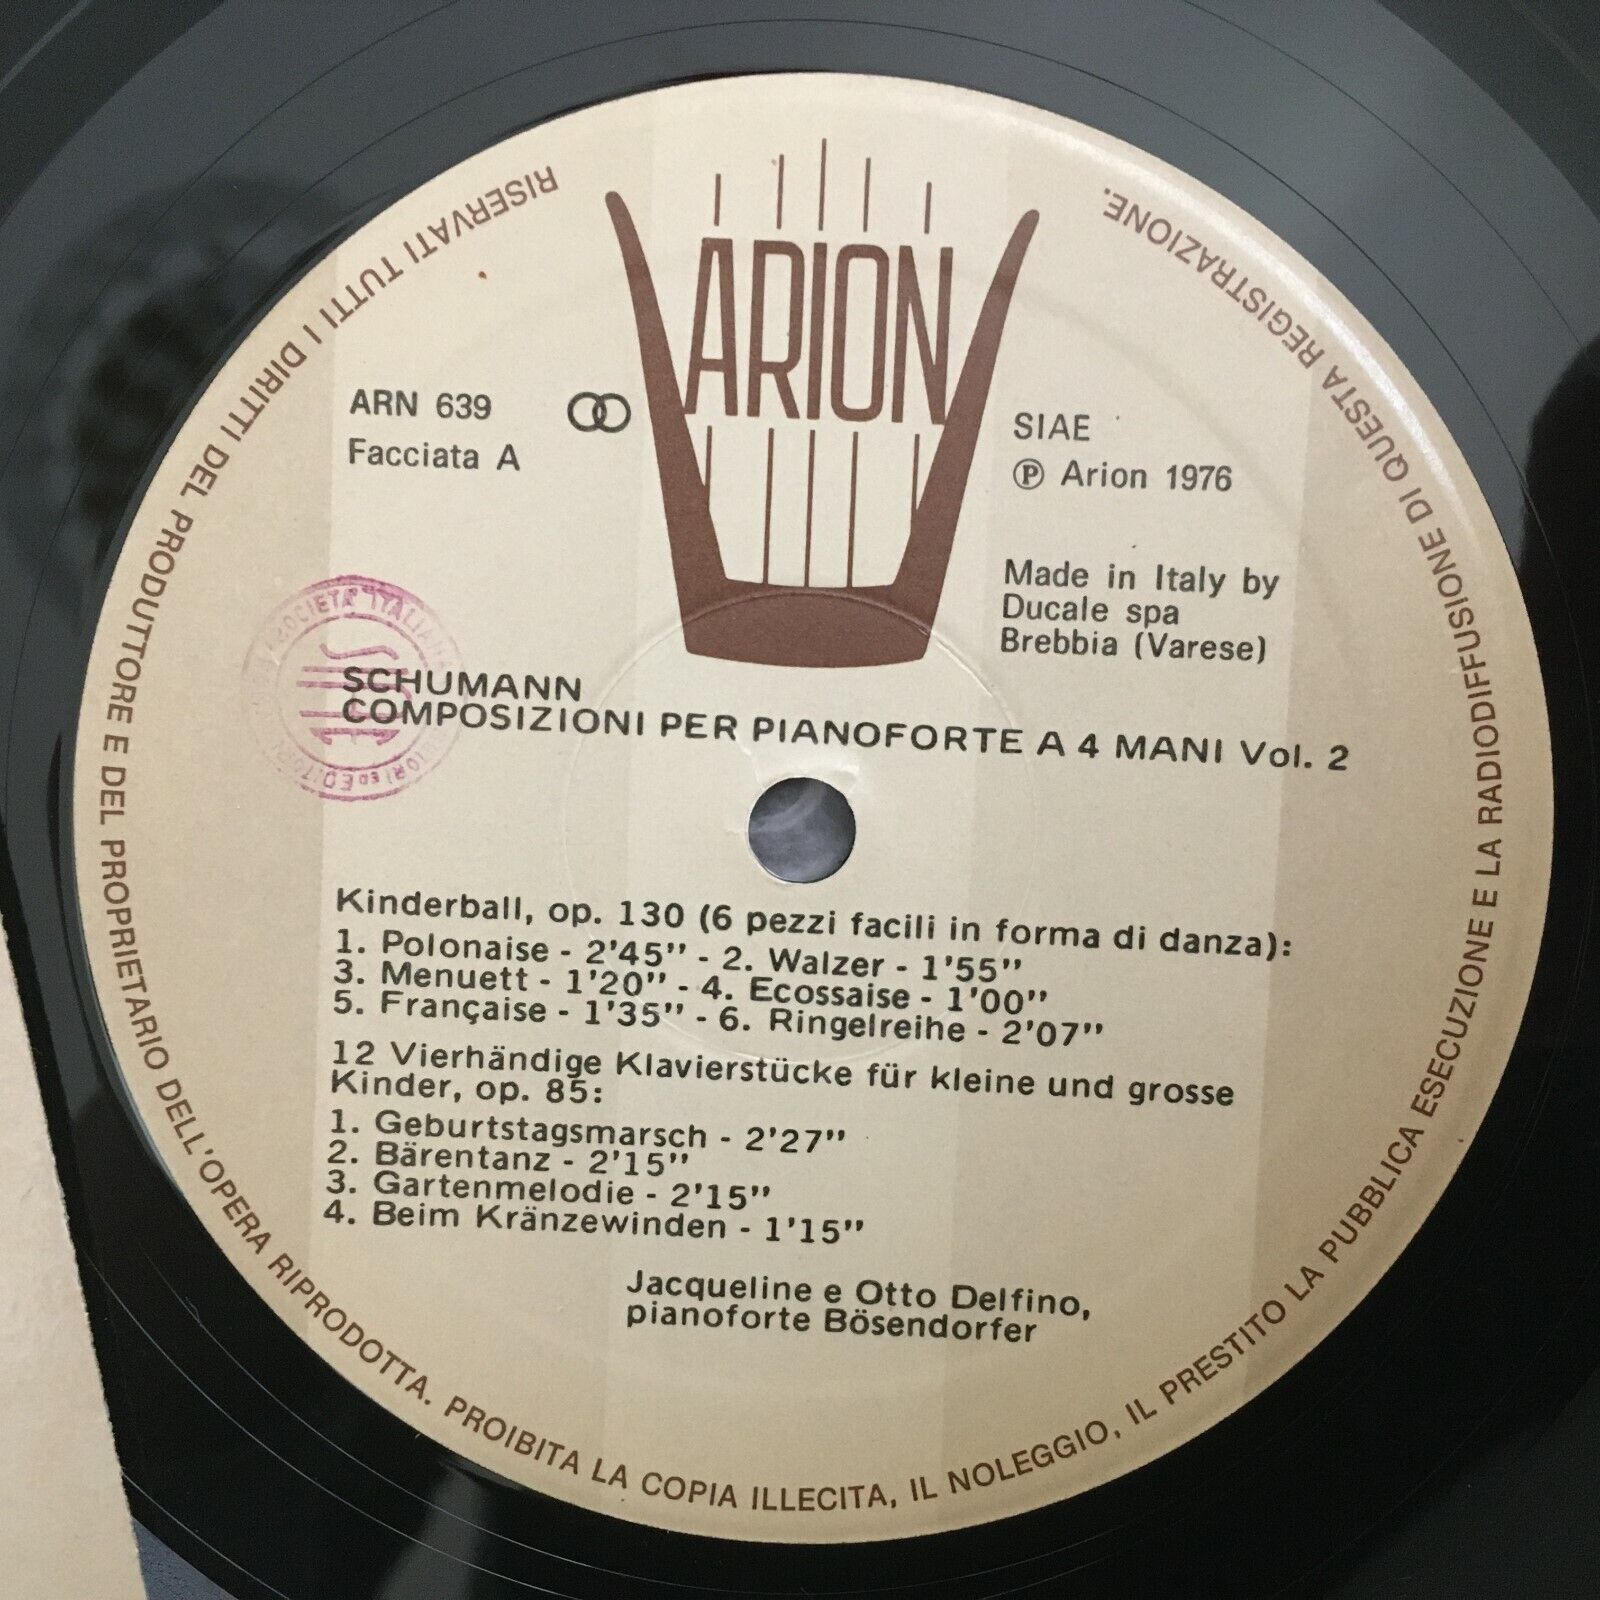 ARION
ARN 639
Facciata A
SIAE
℗ Arion 1976
Made in Italy by
Ducale spa
Brebbia (Varese)
SCHUMANN
COMPOSIZIONI PER PIANOFORTE A 4 MANI Vol. 2
Kinderball, op. 130 (6 pezzi facili in forma di danza):
1. Polonaise - 2'45'' - 2. Walzer - 1'55''
3. Menuett - 1'20'' - 4. Ecossaise - 1'00''
5. Française - 1'35'' - 6. Ringelreihe - 2'07''
12 Vierhändige Klavierstücke für kleine und grosse
Kinder, op. 85:
1. Geburtstagsmarsch - 2'27''
2. Bärentanz - 2'15''
3. Gartenmelodie - 2'15''
4. Beim Kränzewinden - 1'15''
Jacqueline e Otto Delfino,
pianoforte Bösendorfer
RISERVATI TUTTI I DIRITTI DEL PRODUTTORE E DEL PROPRIETARIO DELL'OPERA RIPRODOTTA. PROIBITA LA COPIA ILLECITA, IL NOLEGGIO, IL PRESTITO LA PUBBLICA ESECUZIONE E LA RADIODIFFUSIONE DI QUESTA REGISTRAZIONE.
SOCIETA' ITALIANA
ED EDITORI